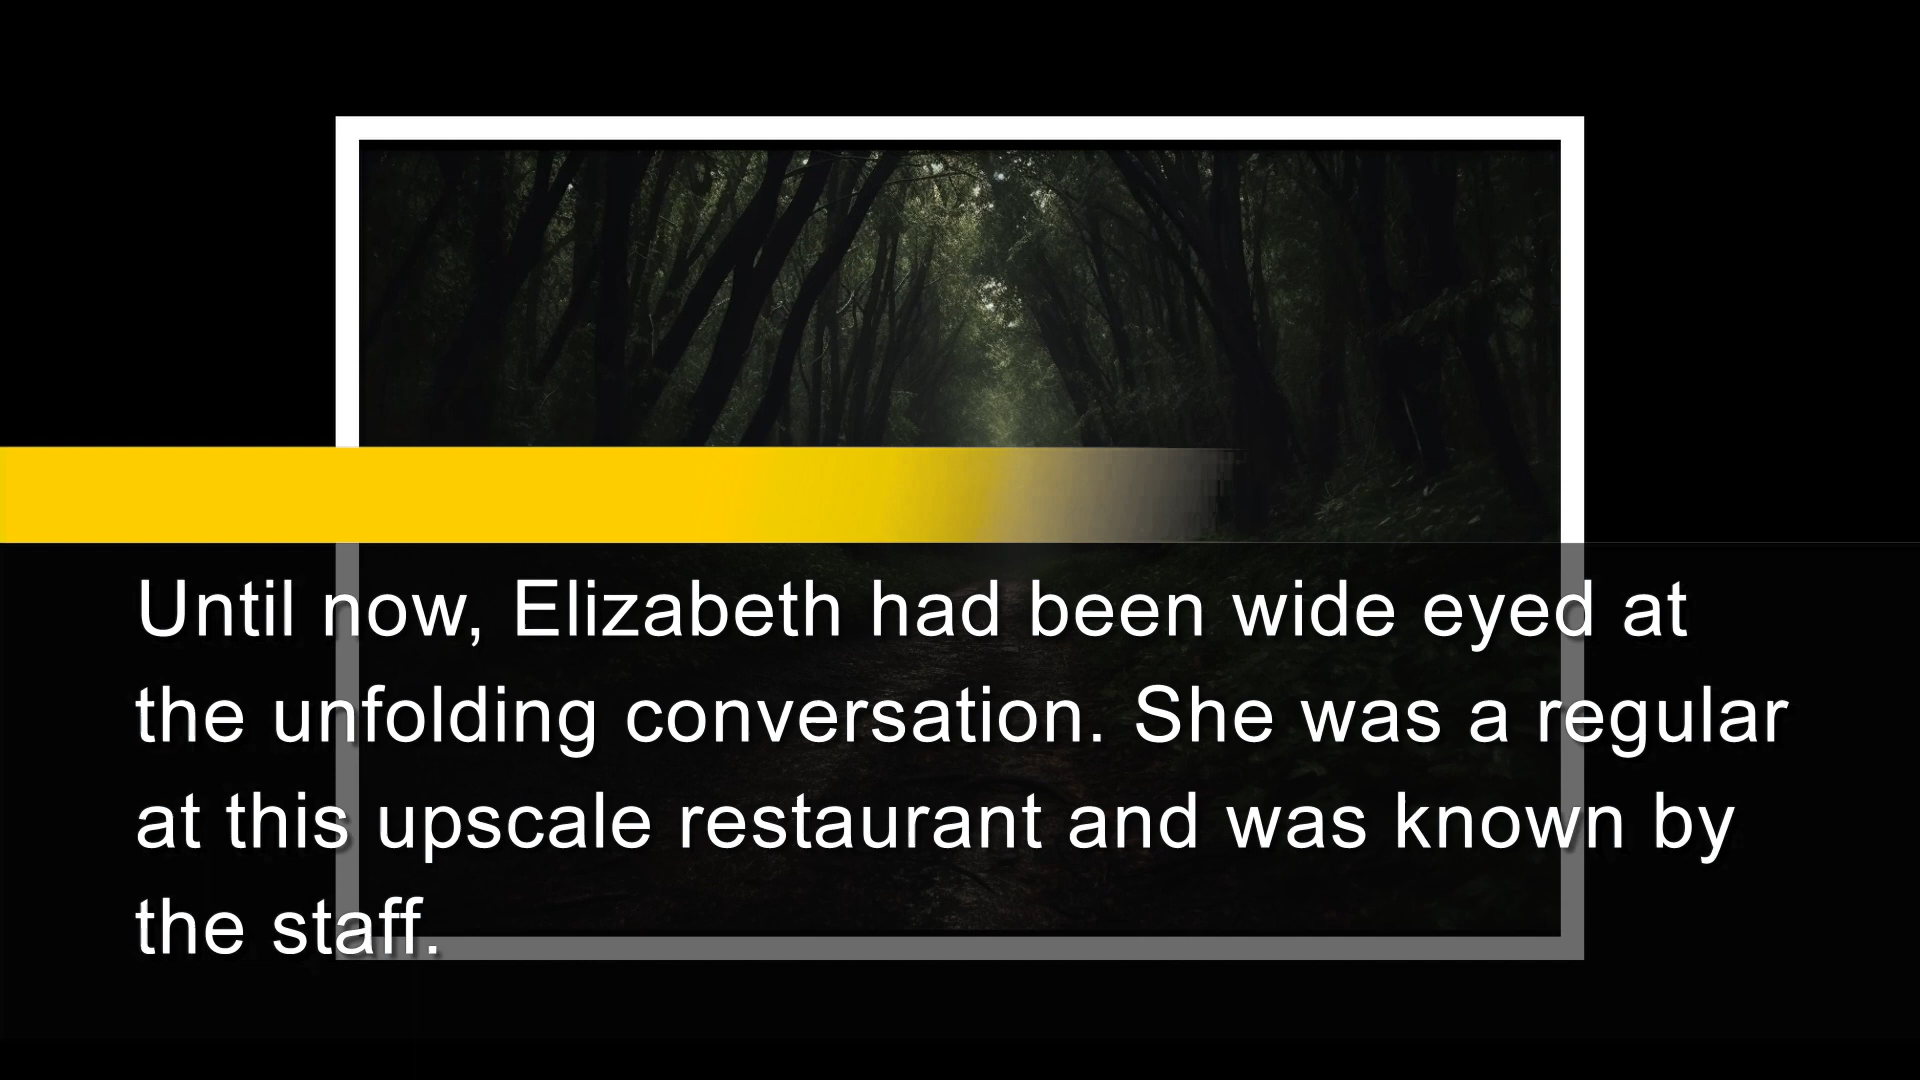 Until now, Elizabeth had been wide eyed at
the unfolding conversation. She was a regular
at this upscale restaurant and was known by
the staff.